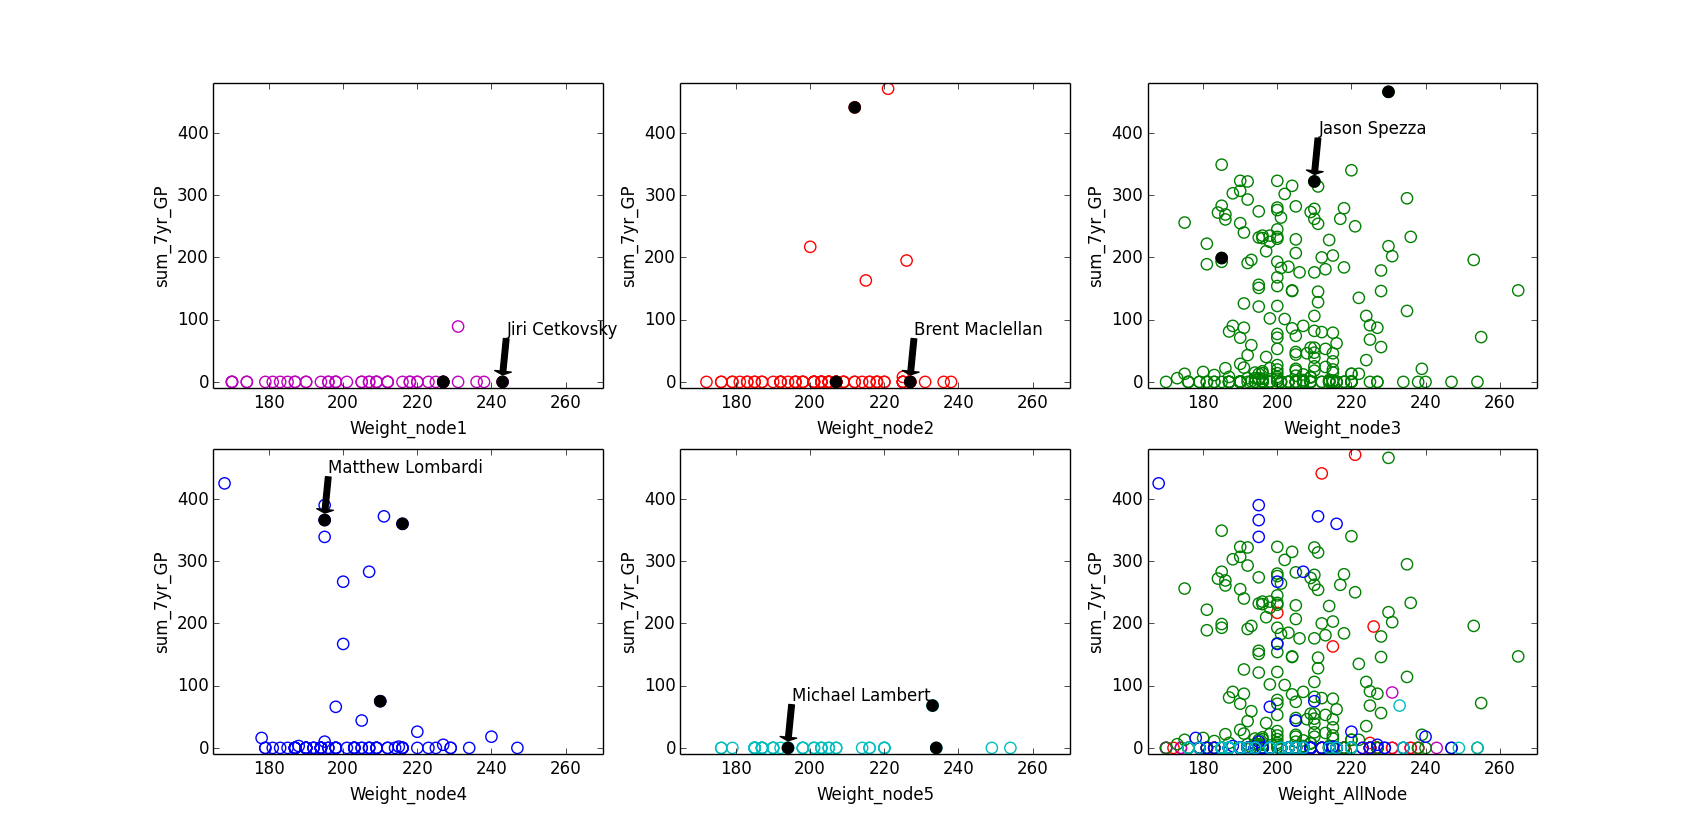 400
300
200
100
0
sum_7yr_GP
Jiri Cetkovsky
180 200 220 240 260
Weight_node1
400
300
200
100
0
sum_7yr_GP
Brent Maclellan
180 200 220 240 260
Weight_node2
400
300
200
100
0
sum_7yr_GP
Jason Spezza
180 200 220 240 260
Weight_node3
400
300
200
100
0
sum_7yr_GP
Matthew Lombardi
180 200 220 240 260
Weight_node4
400
300
200
100
0
sum_7yr_GP
Michael Lambert
180 200 220 240 260
Weight_node5
400
300
200
100
0
sum_7yr_GP
180 200 220 240 260
Weight_AllNode